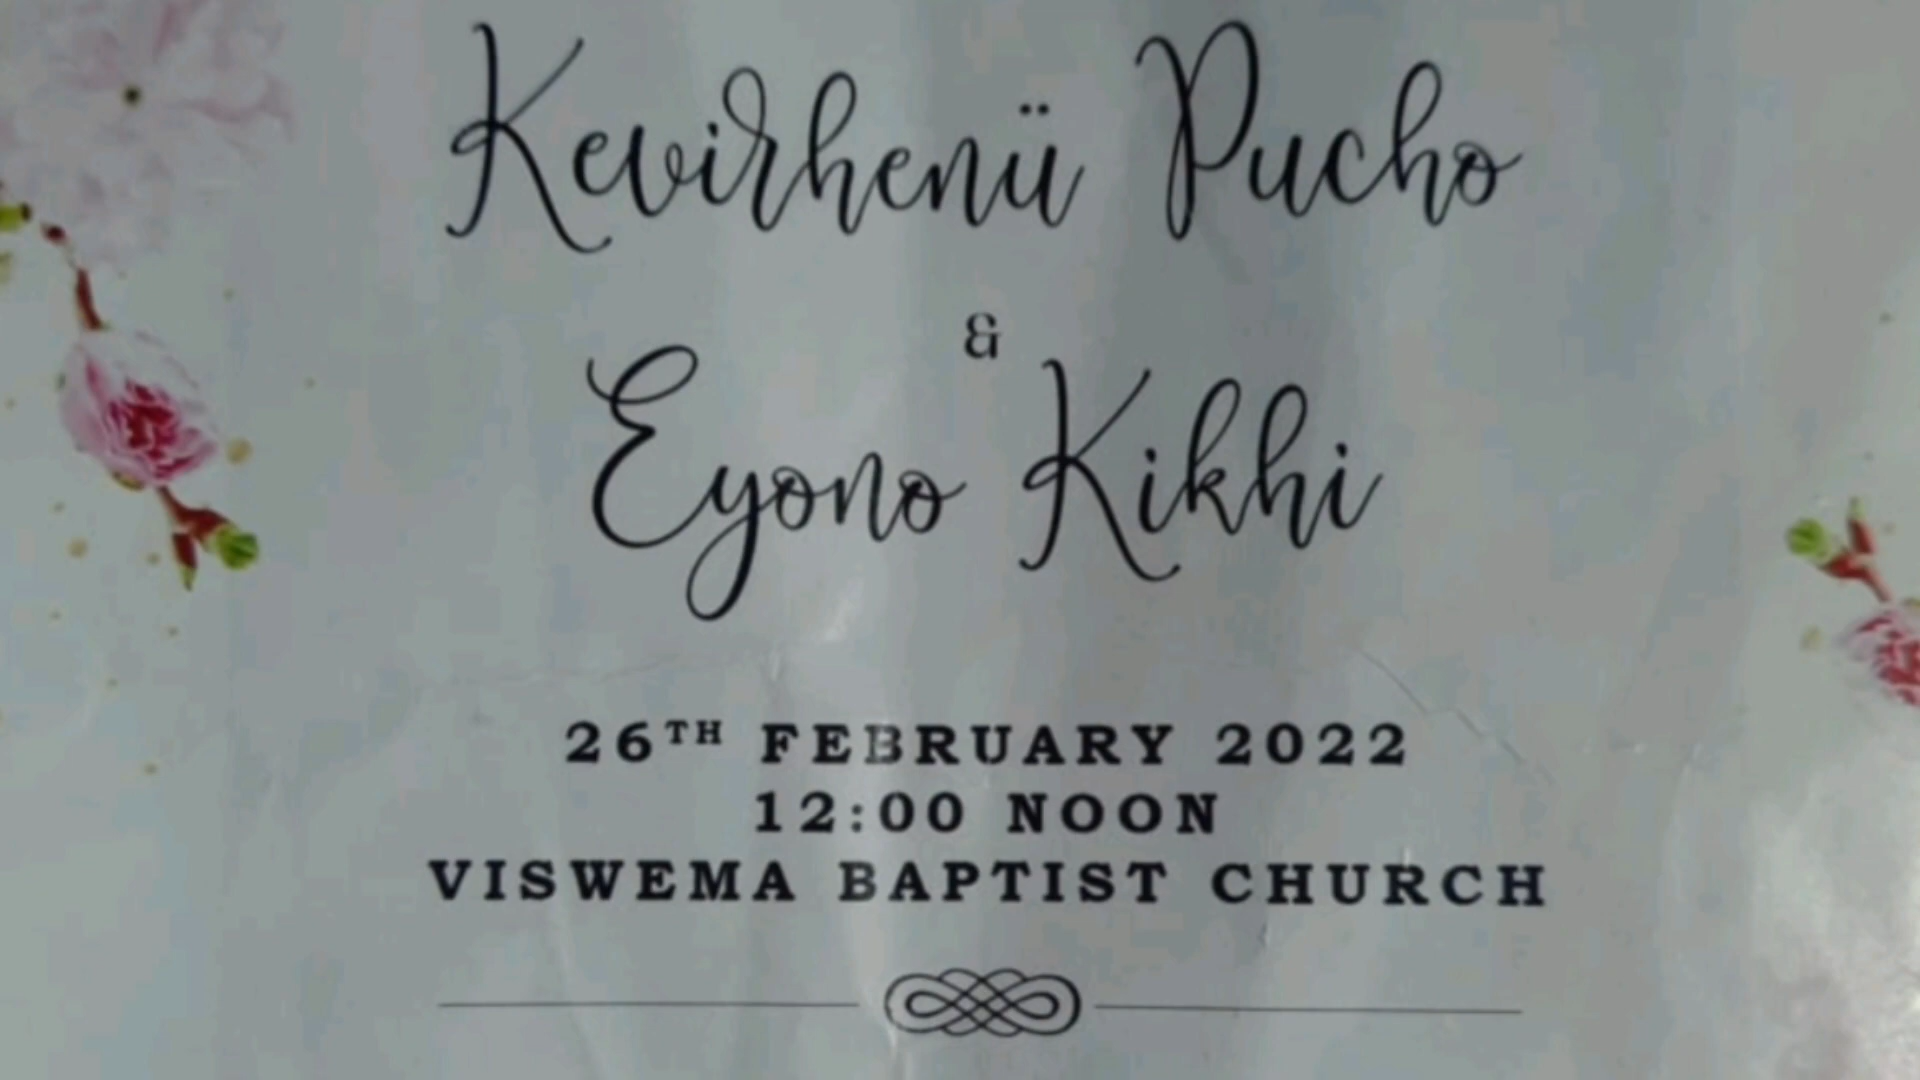 Kevirhenü Pucho
&
Eyono Kikhi
26TH FEBRUARY 2022
12:00 NOON
VISWEMA BAPTIST CHURCH